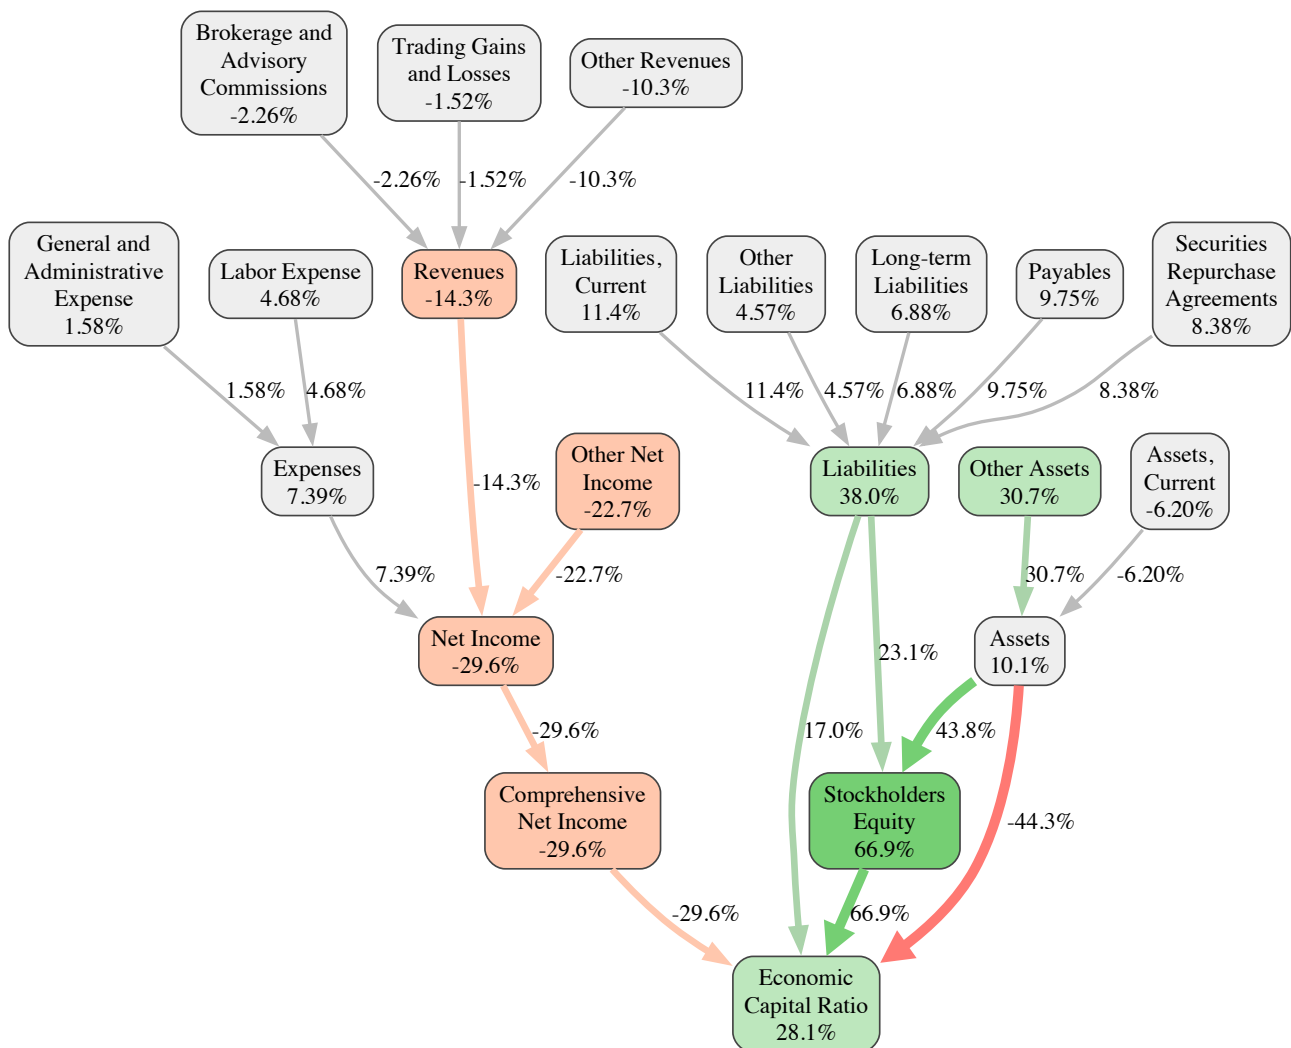 Brokerage and
Advisory
Commissions
-2.26%
Trading Gains
and Losses
-1.52%
Other Revenues
-10.3%
-2.26%
-1.52%
-10.3%
General and
Administrative
Expense
1.58%
Labor Expense
4.68%
Revenues
-14.3%
Liabilities,
Current
11.4%
Other
Liabilities
4.57%
Long-term
Liabilities
6.88%
Payables
9.75%
Securities
Repurchase
Agreements
8.38%
1.58%
4.68%
11.4%
4.57%
6.88%
9.75%
8.38%
Expenses
7.39%
-14.3%
Other Net
Income
-22.7%
Liabilities
38.0%
Other Assets
30.7%
Assets,
Current
-6.20%
7.39%
-22.7%
30.7%
-6.20%
Net Income
-29.6%
23.1%
Assets
10.1%
-29.6%
17.0%
43.8%
Comprehensive
Net Income
-29.6%
Stockholders
Equity
66.9%
-44.3%
-29.6%
66.9%
Economic
Capital Ratio
28.1%